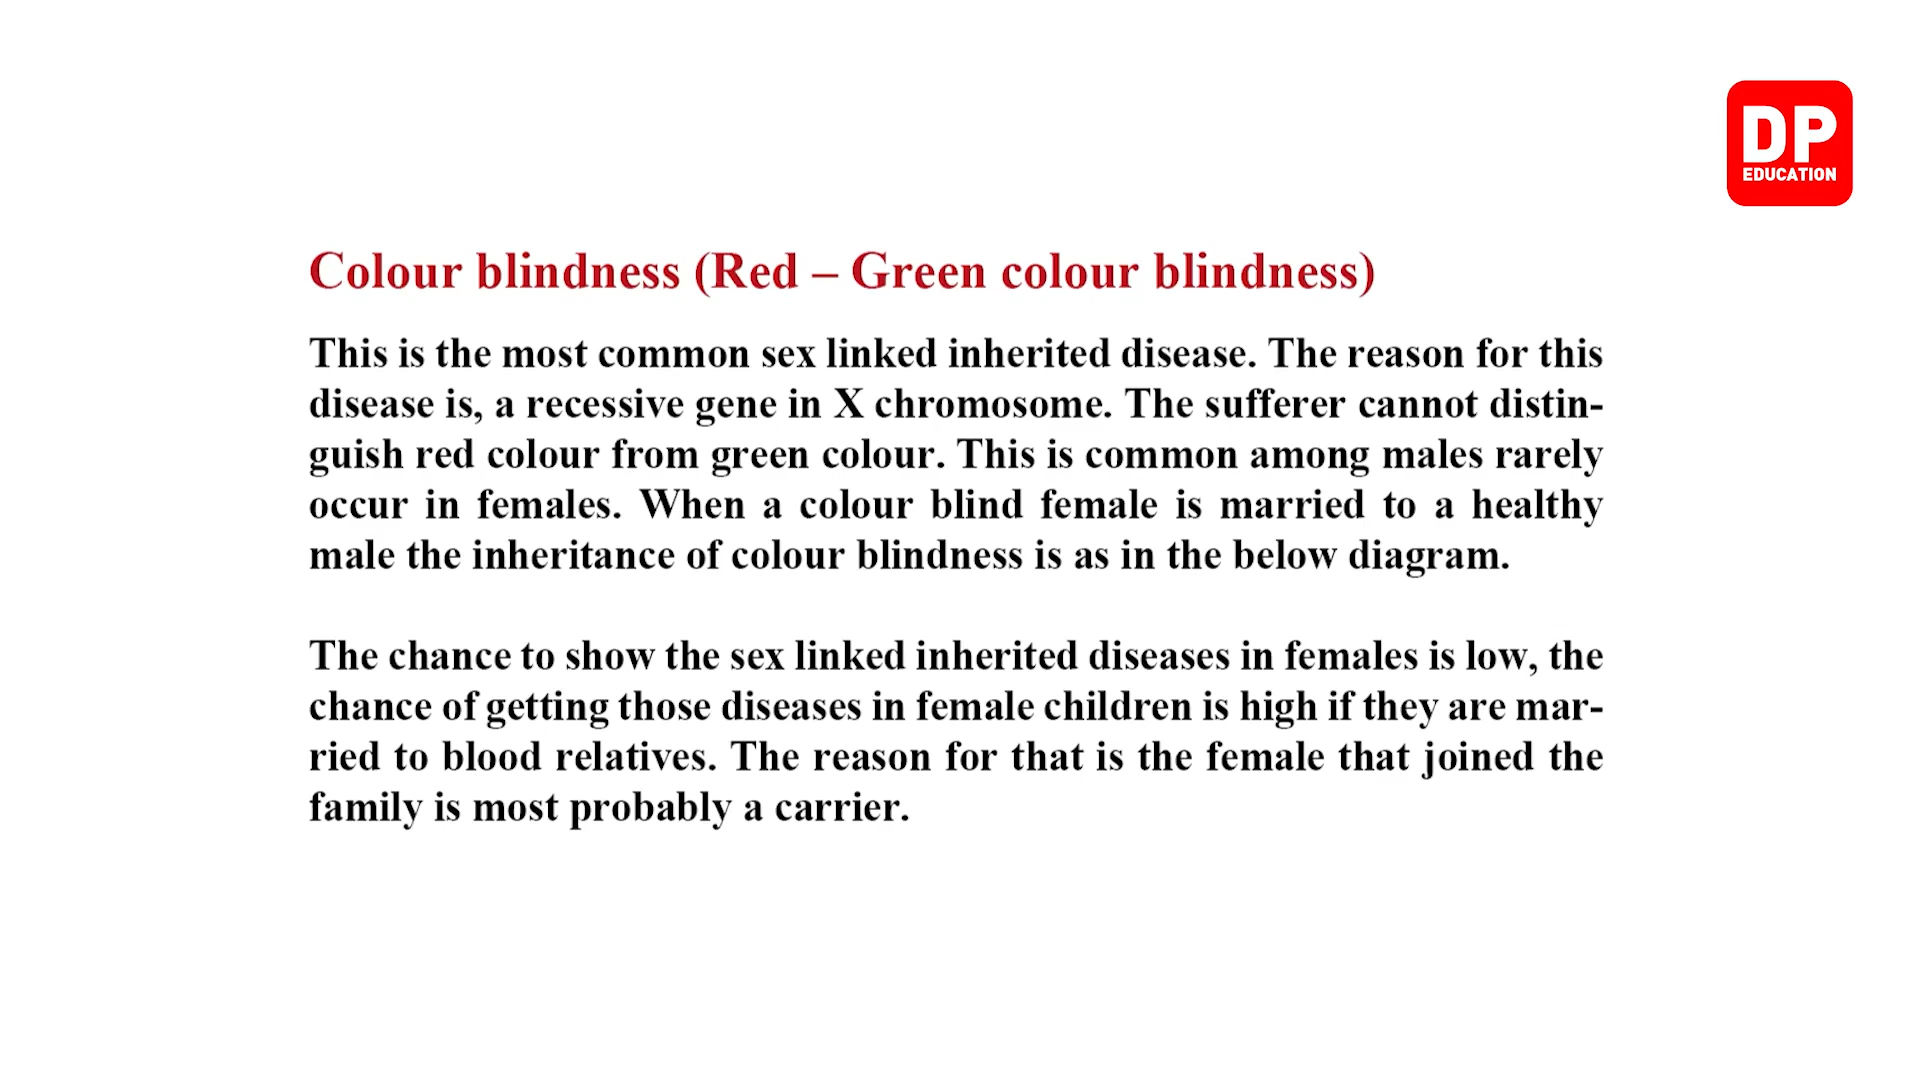 DP
EDUCATION
Colour blindness (Red – Green colour blindness)
This is the most common sex linked inherited disease. The reason for this
disease is, a recessive gene in X chromosome. The sufferer cannot distin-
guish red colour from green colour. This is common among males rarely
occur in females. When a colour blind female is married to a healthy
male the inheritance of colour blindness is as in the below diagram.
The chance to show the sex linked inherited diseases in females is low, the
chance of getting those diseases in female children is high if they are mar-
ried to blood relatives. The reason for that is the female that joined the
family is most probably a carrier.